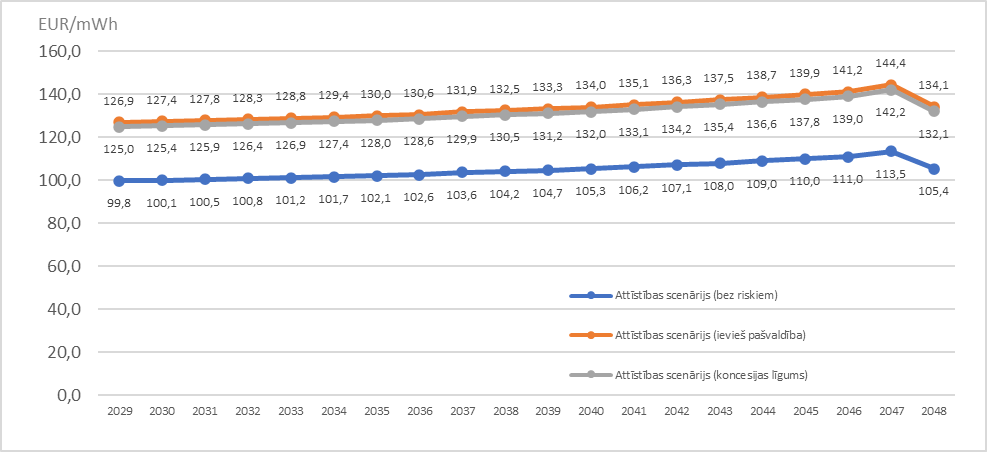 EUR/mWh
160,0
140,0
120,0
100,0
80,0
60,0
40,0
20,0
0,0
126,9 127,4 127,8 128,3 128,8 129,4 130,0 130,6 131,9 132,5 133,3 134,0 135,1 136,3 137,5 138,7 139,9 141,2 144,4 134,1
125,0 125,4 125,9 126,4 126,9 127,4 128,0 128,6 129,9 130,5 131,2 132,0 133,1 134,2 135,4 136,6 137,8 139,0 142,2 132,1
99,8 100,1 100,5 100,8 101,2 101,7 102,1 102,6 103,6 104,2 104,7 105,3 106,2 107,1 108,0 109,0 110,0 111,0 113,5 105,4
Attīstības scenārijs (bez riskiem)
Attīstības scenārijs (ievieš pašvaldība)
Attīstības scenārijs (koncesijas līgums)
2029 2030 2031 2032 2033 2034 2035 2036 2037 2038 2039 2040 2041 2042 2043 2044 2045 2046 2047 2048